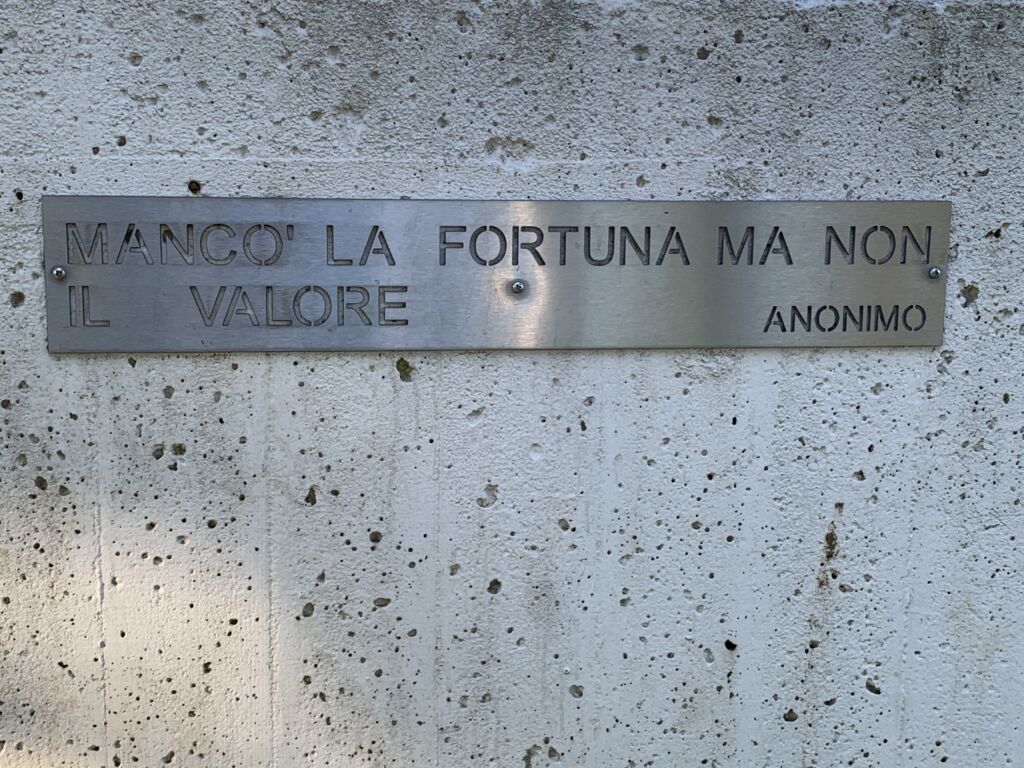 MANCO' LA FORTUNA MA NON
IL VALORE ANONIMO